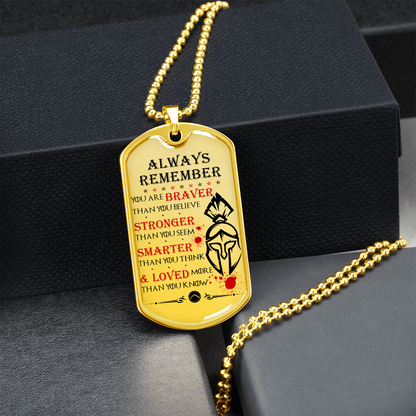 ALWAYS
REMEMBER
YOU ARE BRAVER
THAN YOU BELIEVE
STRONGER
THAN YOU SEEM
SMARTER
THAN YOU THINK
& LOVED MORE
THAN YOU KNOW